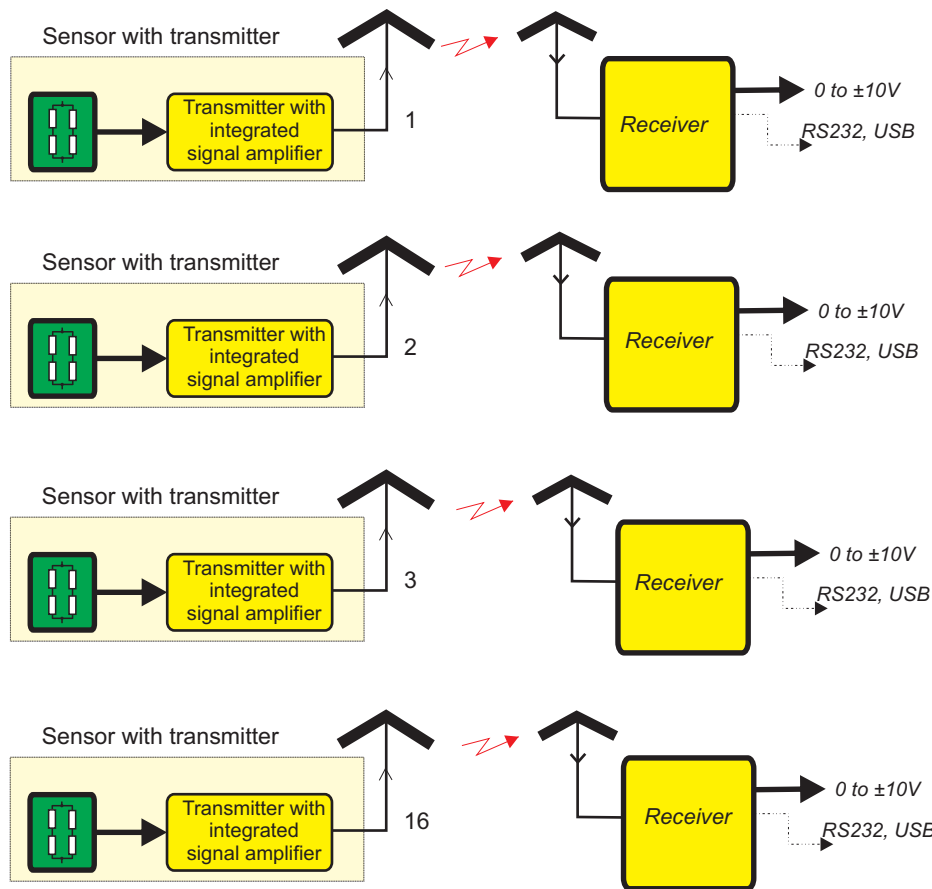 Sensor with transmitter
Transmitter with
integrated
signal amplifier
1
Receiver
0 to ±10V
RS232, USB
Sensor with transmitter
Transmitter with
integrated
signal amplifier
2
Receiver
0 to ±10V
RS232, USB
Sensor with transmitter
Transmitter with
integrated
signal amplifier
3
Receiver
0 to ±10V
RS232, USB
Sensor with transmitter
Transmitter with
integrated
signal amplifier
16
Receiver
0 to ±10V
RS232, USB